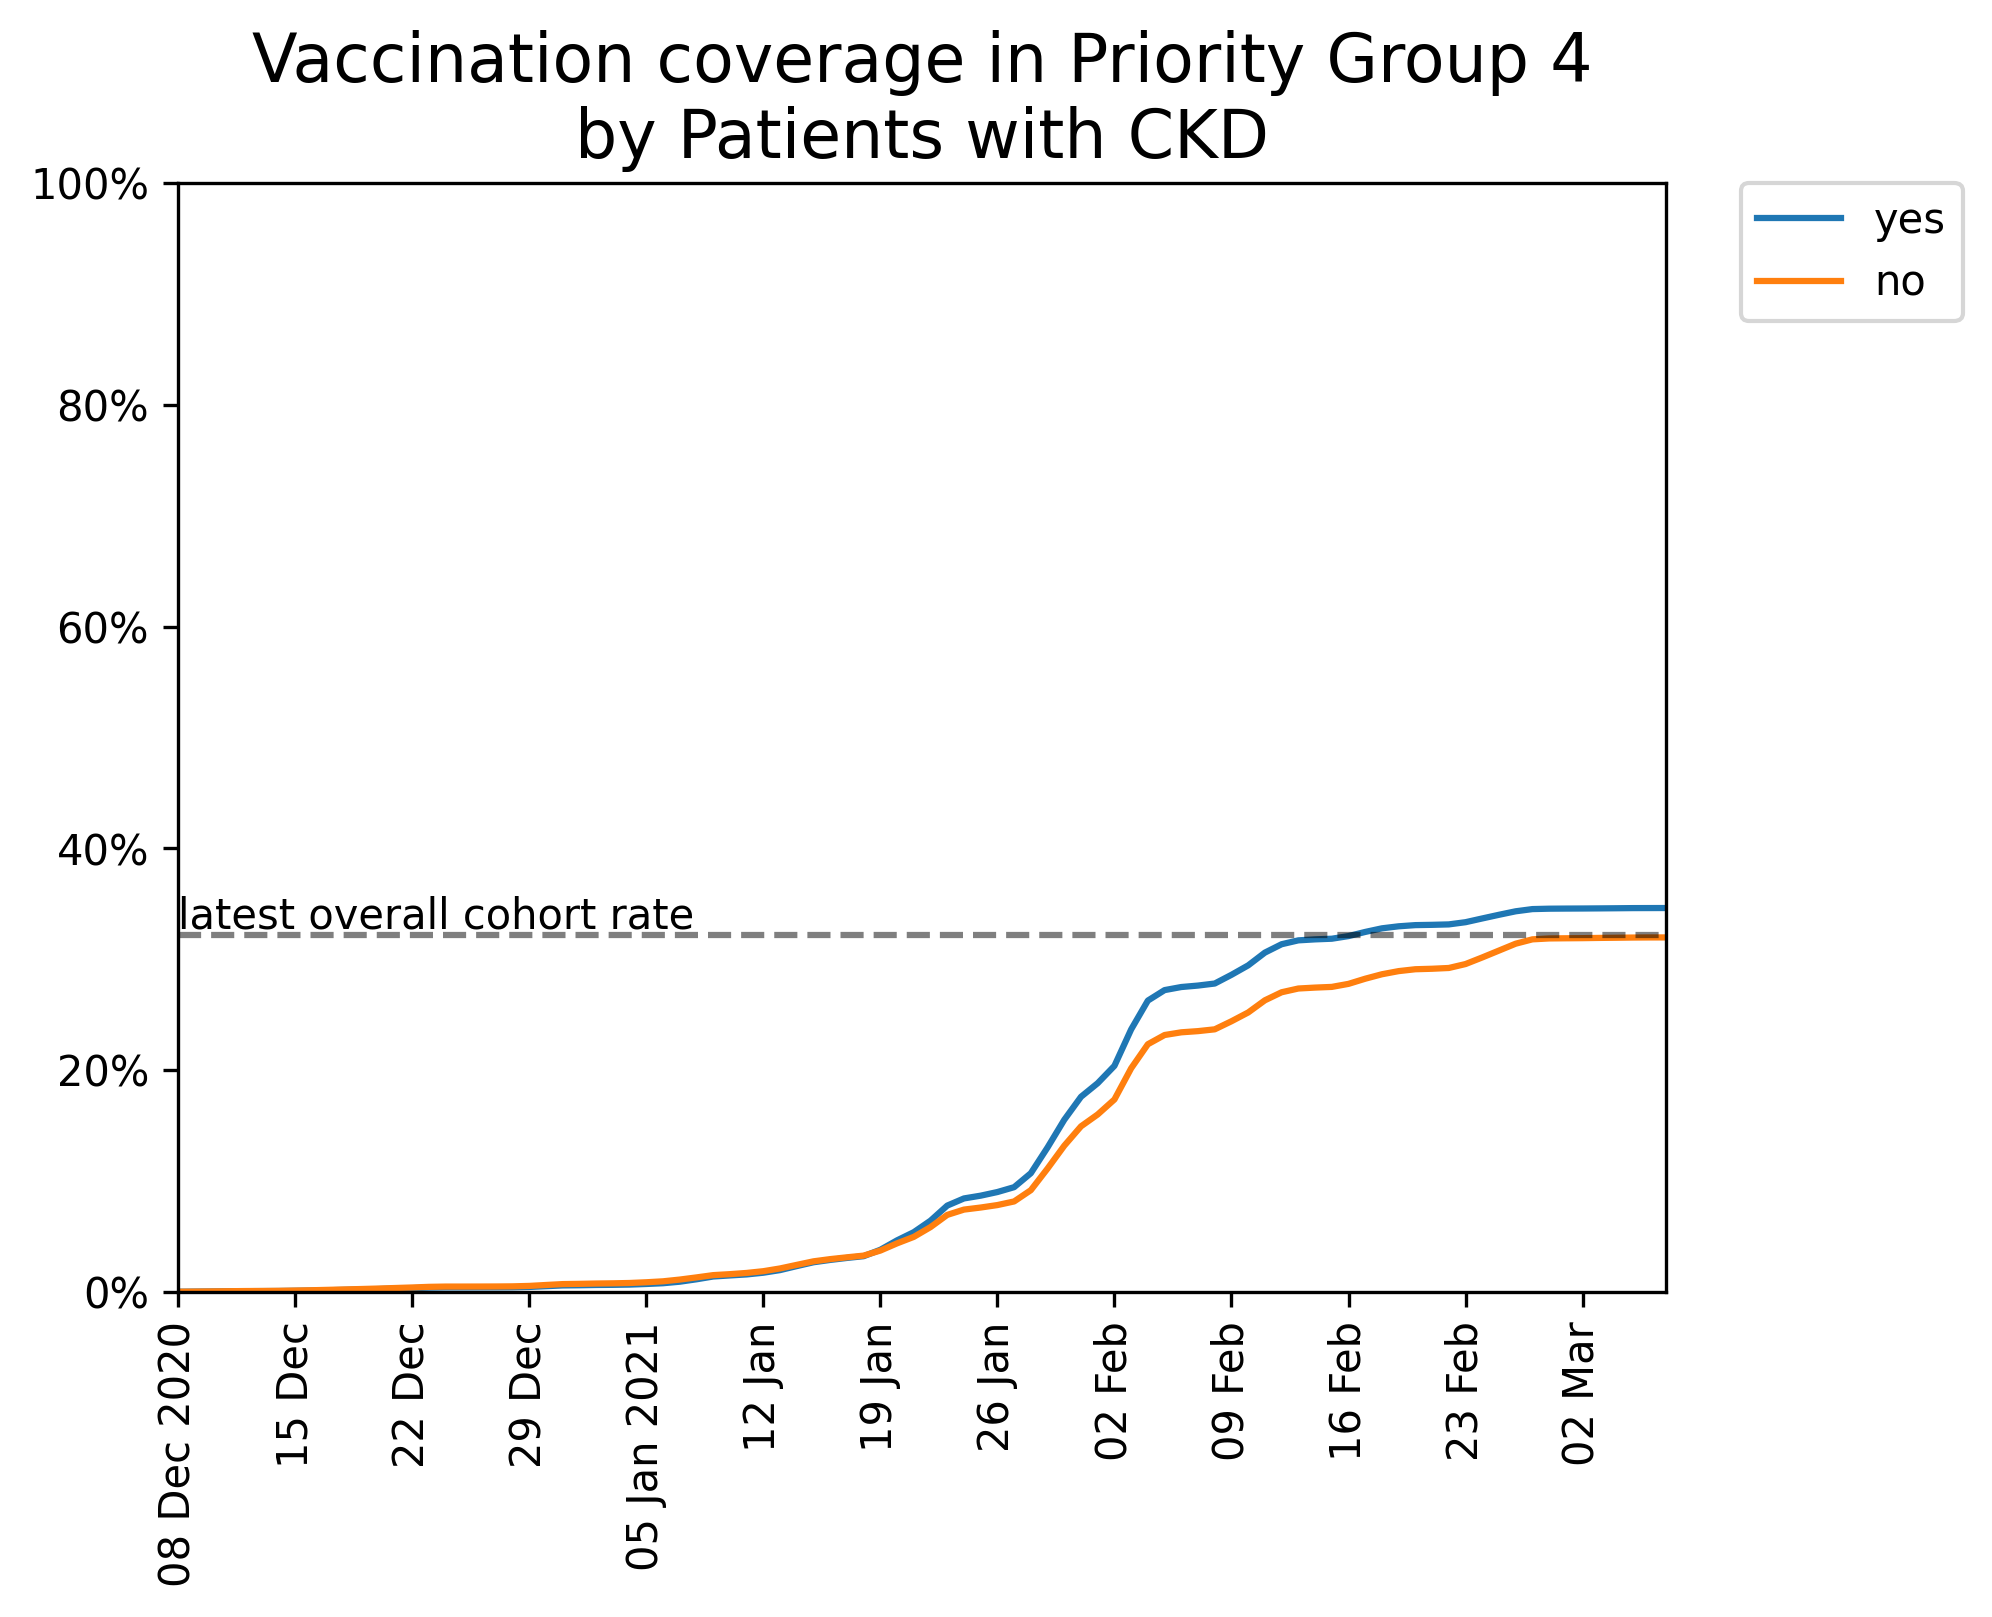 Vaccination coverage in Priority Group 4
by Patients with CKD
100%
80%
60%
40%
20%
0%
latest overall cohort rate
yes
no
08 Dec 2020
15 Dec
22 Dec
29 Dec
05 Jan 2021
12 Jan
19 Jan
26 Jan
02 Feb
09 Feb
16 Feb
23 Feb
02 Mar